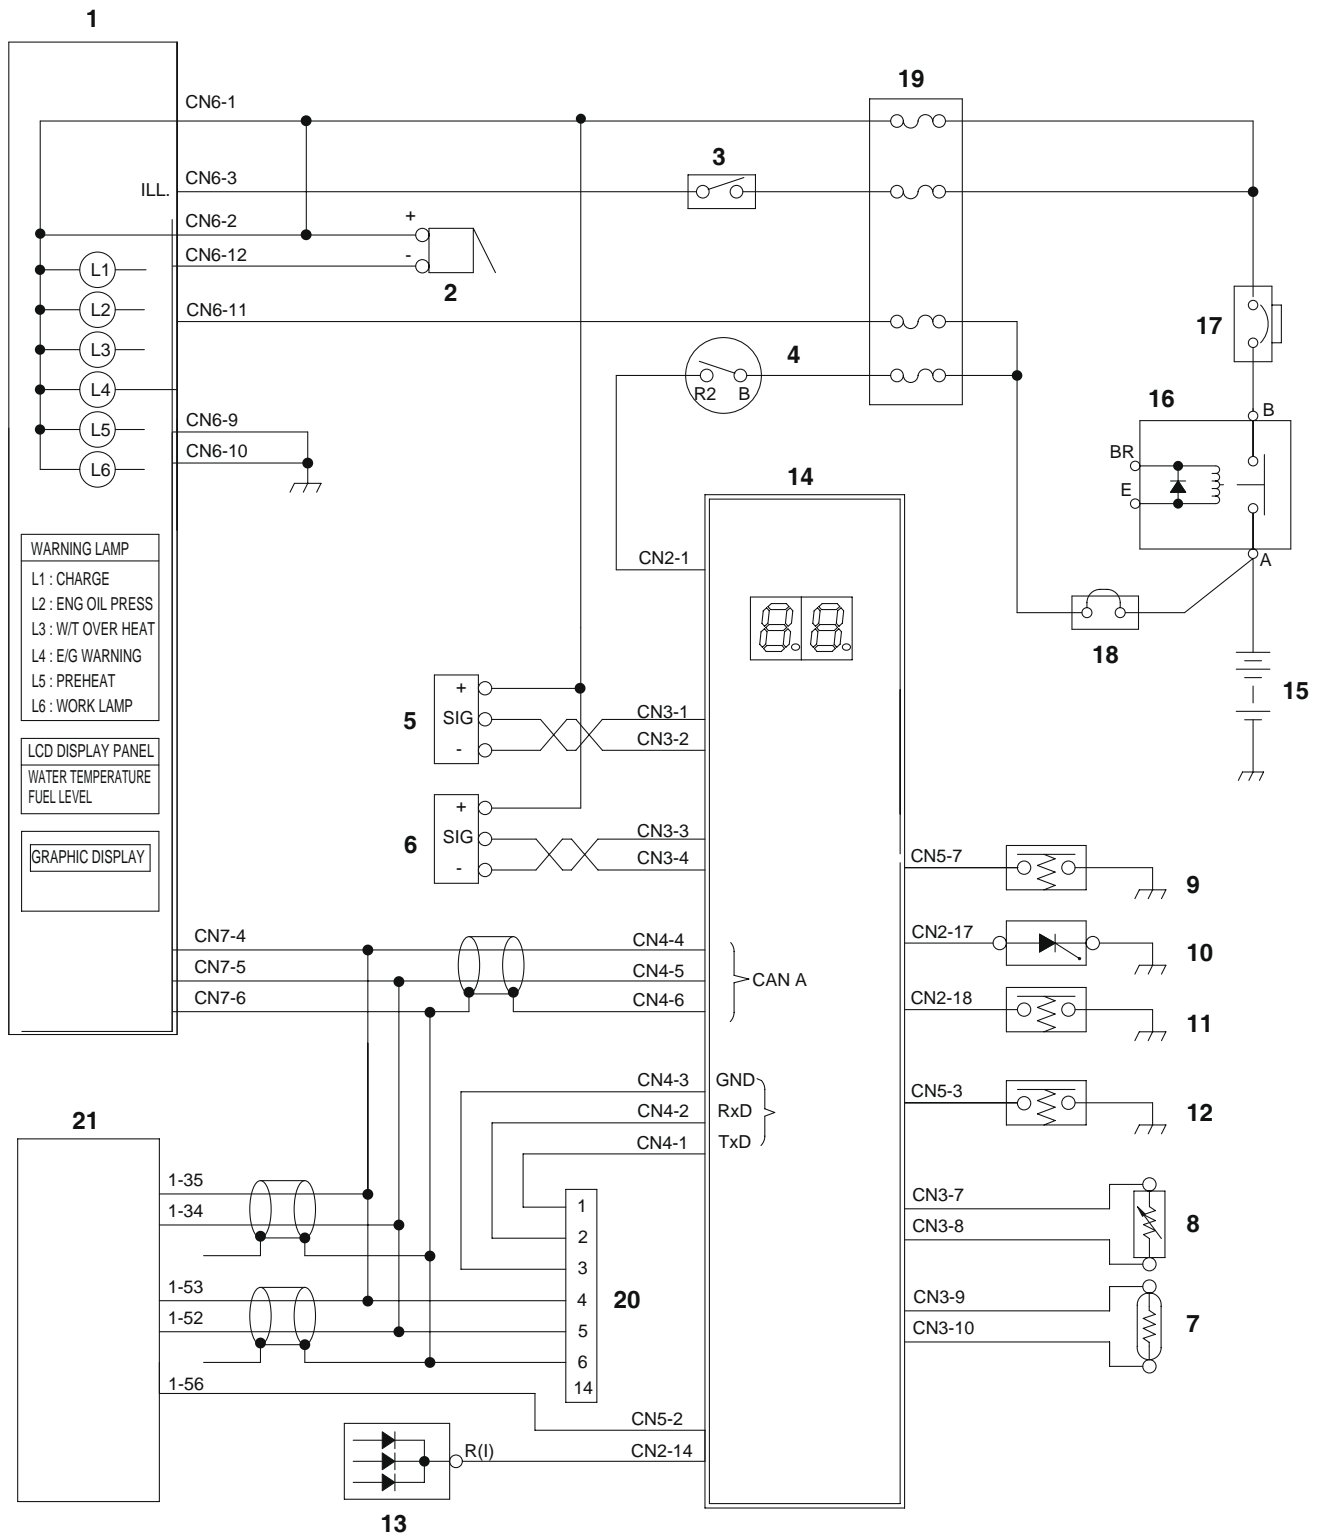 1
19
CN6-1
3
ILL.
CN6-3
CN6-2
+
CN6-12
-
2
L1
L2
L3
L4
L5
L6
CN6-11
17
4
R2
B
16
CN6-9
CN6-10
B
BR
E
A
14
CN2-1
18
15
WARNING LAMP
L1 : CHARGE
L2 : ENG OIL PRESS
L3 : W/T OVER HEAT
L4 : E/G WARNING
L5 : PREHEAT
L6 : WORK LAMP
LCD DISPLAY PANEL
WATER TEMPERATURE
FUEL LEVEL
GRAPHIC DISPLAY
88
5
+
SIG
-
CN3-1
CN3-2
6
+
SIG
-
CN3-3
CN3-4
CN5-7
9
CN2-17
10
CN2-18
11
CN5-3
12
CN7-4
CN7-5
CN7-6
CN4-4
CN4-5
CN4-6
CAN A
CN4-3
GND
CN4-2
RxD
CN4-1
TxD
21
1-35
1-34
1-53
1-52
1-56
1
2
3
4
5
6
14
20
CN3-7
CN3-8
8
CN3-9
CN3-10
7
CN5-2
CN2-14
R(I)
13